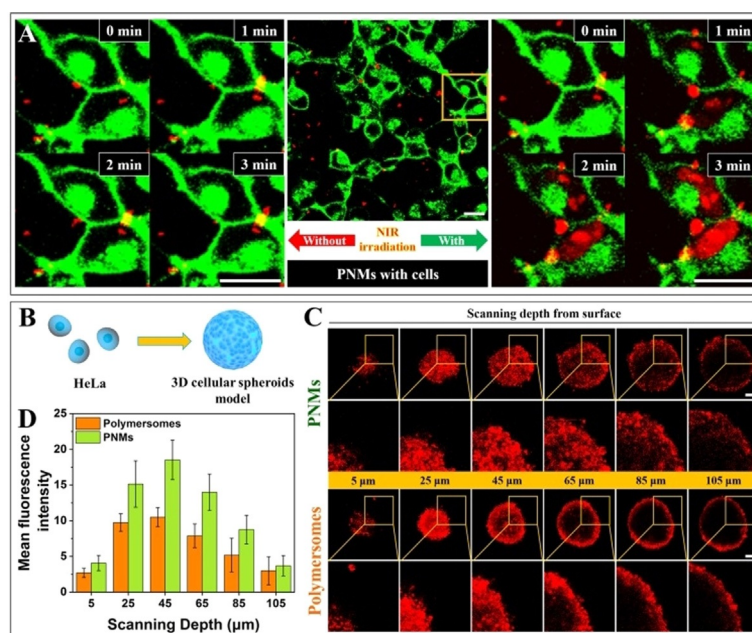 A
0 min
1 min
2 min
3 min
Without
NIR
irradiation
With
PNMs with cells
0 min
1 min
2 min
3 min
B
HeLa
3D cellular spheroids
model
C
Scanning depth from surface
PNMs
5 μm 25 μm 45 μm 65 μm 85 μm 105 μm
Polymersomes
D
Polymersomes
PNMs
Mean fluorescence
intensity
25
20
15
10
5
0
5 25 45 65 85 105
Scanning Depth (μm)